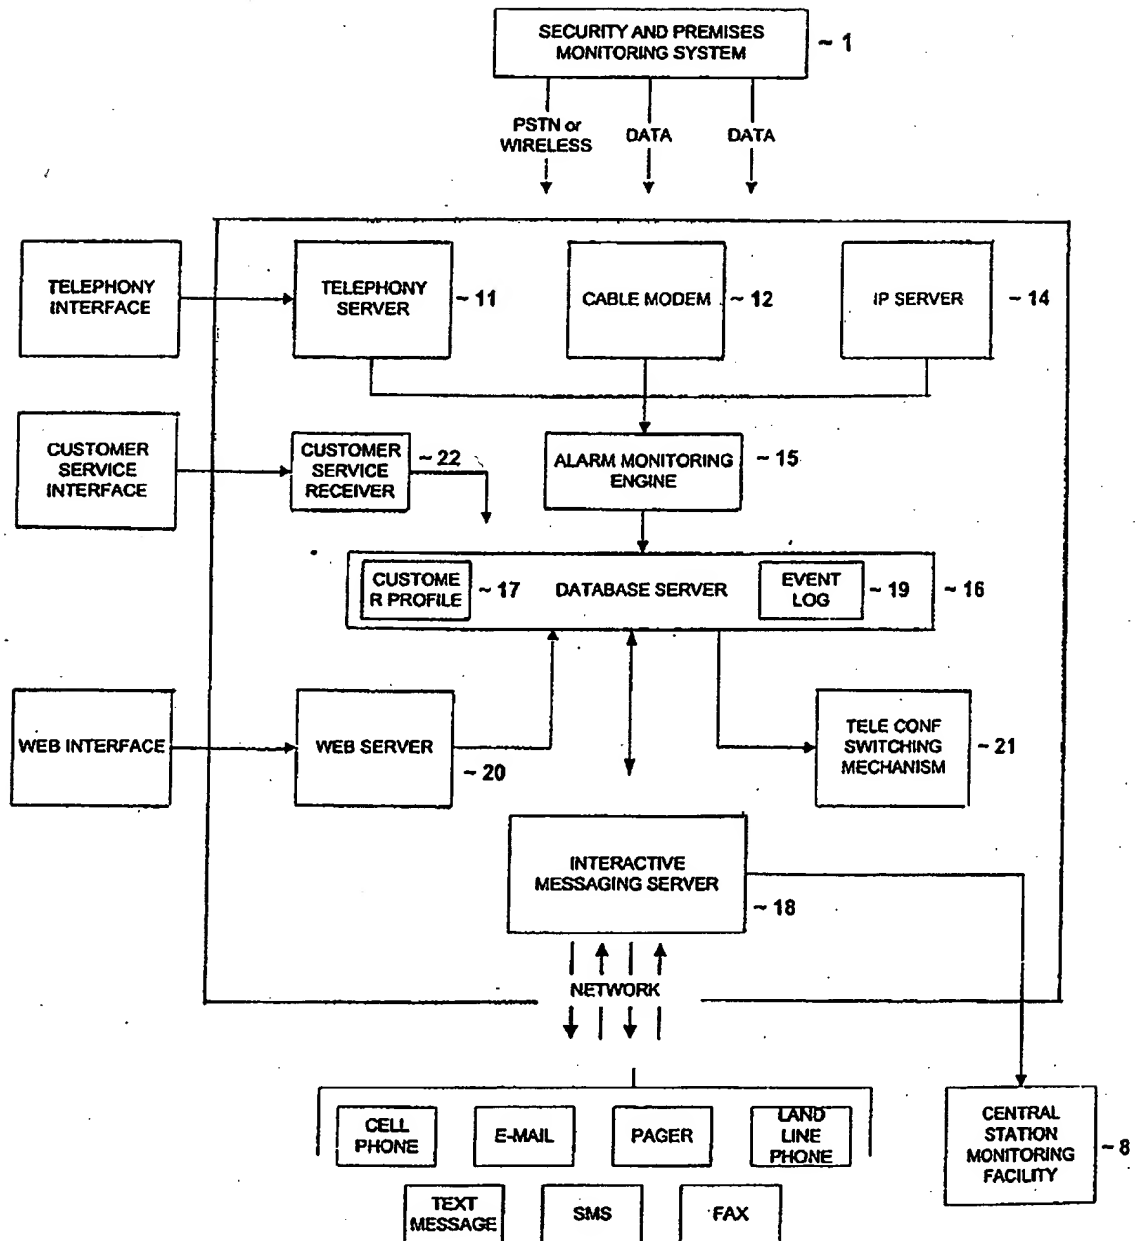 SECURITY AND PREMISES
MONITORING SYSTEM
~ 1
PSTN or
WIRELESS
DATA
DATA
TELEPHONY
INTERFACE
TELEPHONY
SERVER
~ 11
CABLE MODEM
~ 12
IP SERVER
~ 14
CUSTOMER
SERVICE
INTERFACE
CUSTOMER
SERVICE
RECEIVER
~ 22
ALARM MONITORING
ENGINE
~ 15
CUSTOME
R PROFILE
~ 17
DATABASE SERVER
EVENT
LOG
~ 19
~ 16
WEB INTERFACE
WEB SERVER
~ 20
TELE CONF
SWITCHING
MECHANISM
~ 21
INTERACTIVE
MESSAGING SERVER
~ 18
NETWORK
CELL
PHONE
E-MAIL
PAGER
LAND
LINE
PHONE
CENTRAL
STATION
MONITORING
FACILITY
~ 8
TEXT
MESSAGE
SMS
FAX